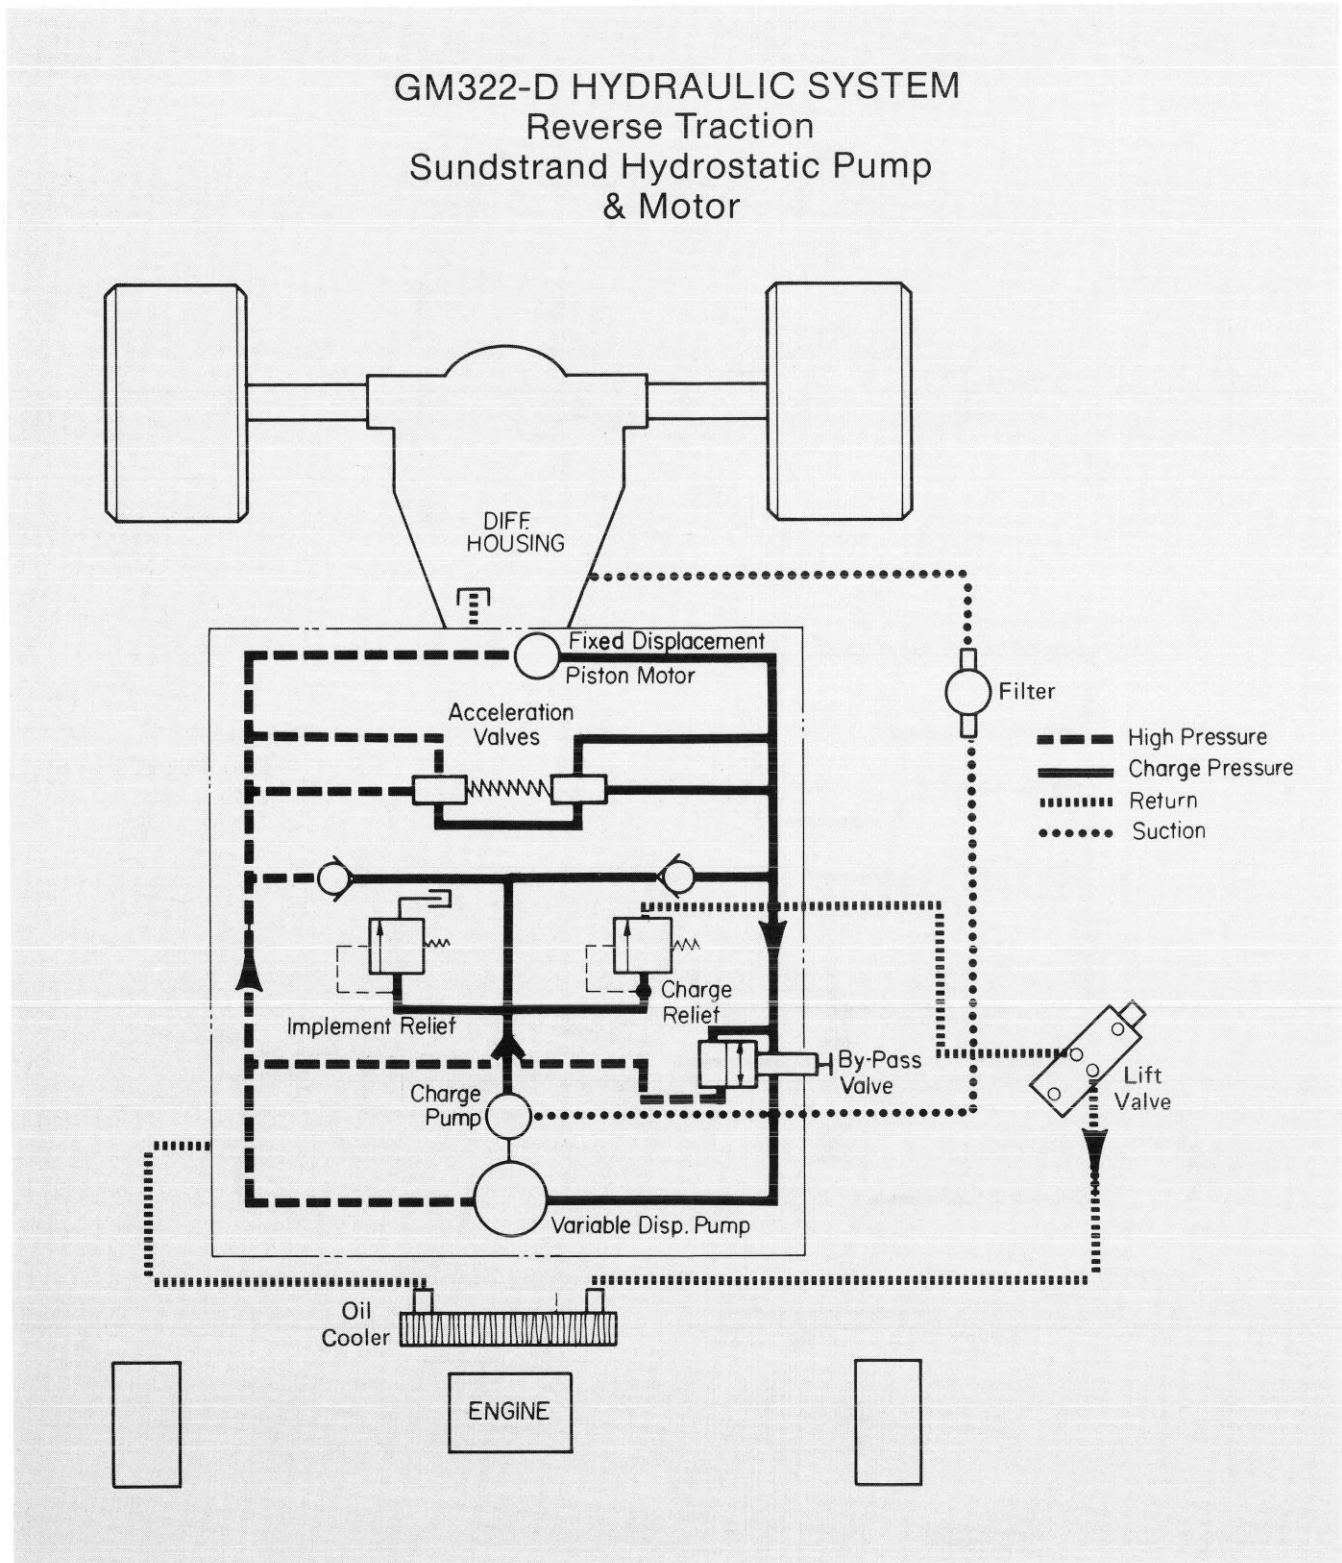 GM322-D HYDRAULIC SYSTEM
Reverse Traction
Sundstrand Hydrostatic Pump
& Motor
DIFF.
HOUSING
Fixed Displacement
Piston Motor
Filter
Acceleration
Valves
High Pressure
Charge Pressure
Return
Suction
Implement Relief
Charge
Relief
By-Pass
Valve
Lift
Valve
Charge
Pump
Variable Disp. Pump
Oil
Cooler
ENGINE